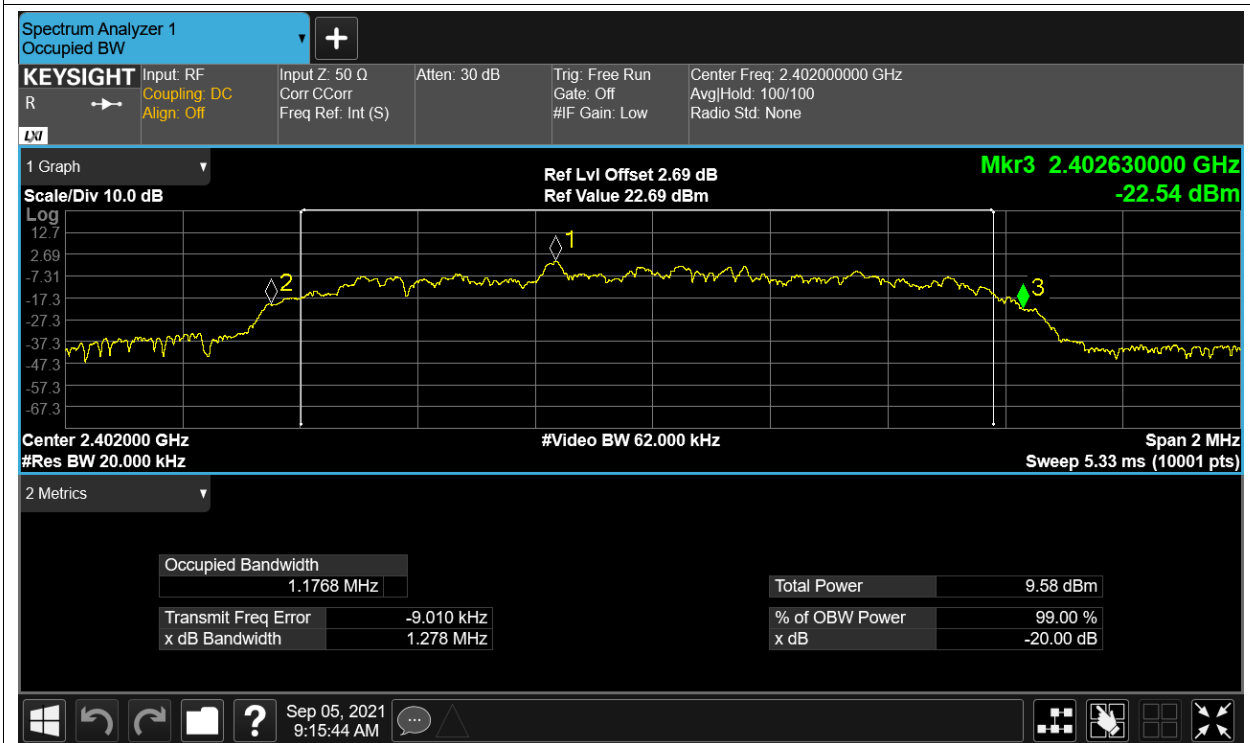 Spectrum Analyzer 1
Occupied BW
▼
+
KEYSIGHT
R
LXI
Input: RF
Coupling: DC
Align: Off
Input Z: 50 Ω
Corr CCorr
Freq Ref: Int (S)
Atten: 30 dB
Trig: Free Run
Gate: Off
#IF Gain: Low
Center Freq: 2.402000000 GHz
Avg|Hold: 100/100
Radio Std: None
1 Graph ▼
Scale/Div 10.0 dB
Ref Lvl Offset 2.69 dB
Ref Value 22.69 dBm
Mkr3 2.402630000 GHz
-22.54 dBm
Log
12.7
2.69
-7.31
-17.3
-27.3
-37.3
-47.3
-57.3
-67.3
1
2
3
Center 2.402000 GHz
#Res BW 20.000 kHz
#Video BW 62.000 kHz
Span 2 MHz
Sweep 5.33 ms (10001 pts)
2 Metrics ▼
Occupied Bandwidth
1.1768 MHz
Transmit Freq Error -9.010 kHz
x dB Bandwidth 1.278 MHz
Total Power 9.58 dBm
% of OBW Power 99.00 %
x dB -20.00 dB
?
Sep 05, 2021
9:15:44 AM